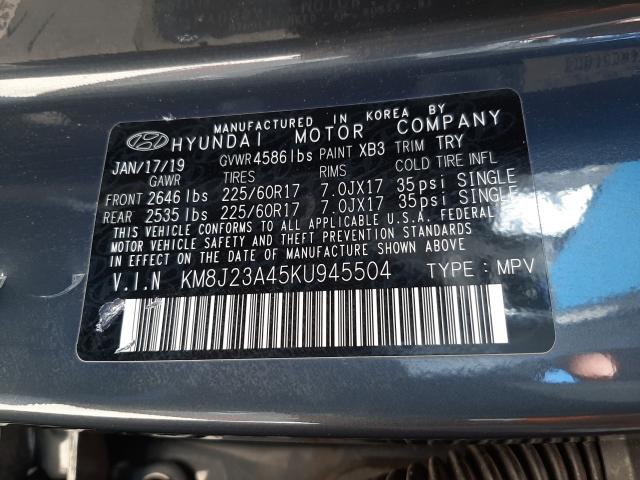 MANUFACTURED IN KOREA BY
HYUNDAI MOTOR COMPANY
JAN/17/19 GVWR 4586lbs PAINT XB3 TRIM TRY
GAWR TIRES RIMS COLD TIRE INFL
FRONT 2646 lbs 225/60R17 7.0JX17 35psi SINGLE
REAR 2535 lbs 225/60R17 7.0JX17 35psi SINGLE
THIS VEHICLE CONFORMS TO ALL APPLICABLE U.S.A. FEDERAL
MOTOR VEHICLE SAFETY AND THEFT PREVENTION STANDARDS
IN EFFECT ON THE DATE OF MANUFACTURE SHOWN ABOVE.
V.I.N KM8J23A45KU945504 TYPE : MPV